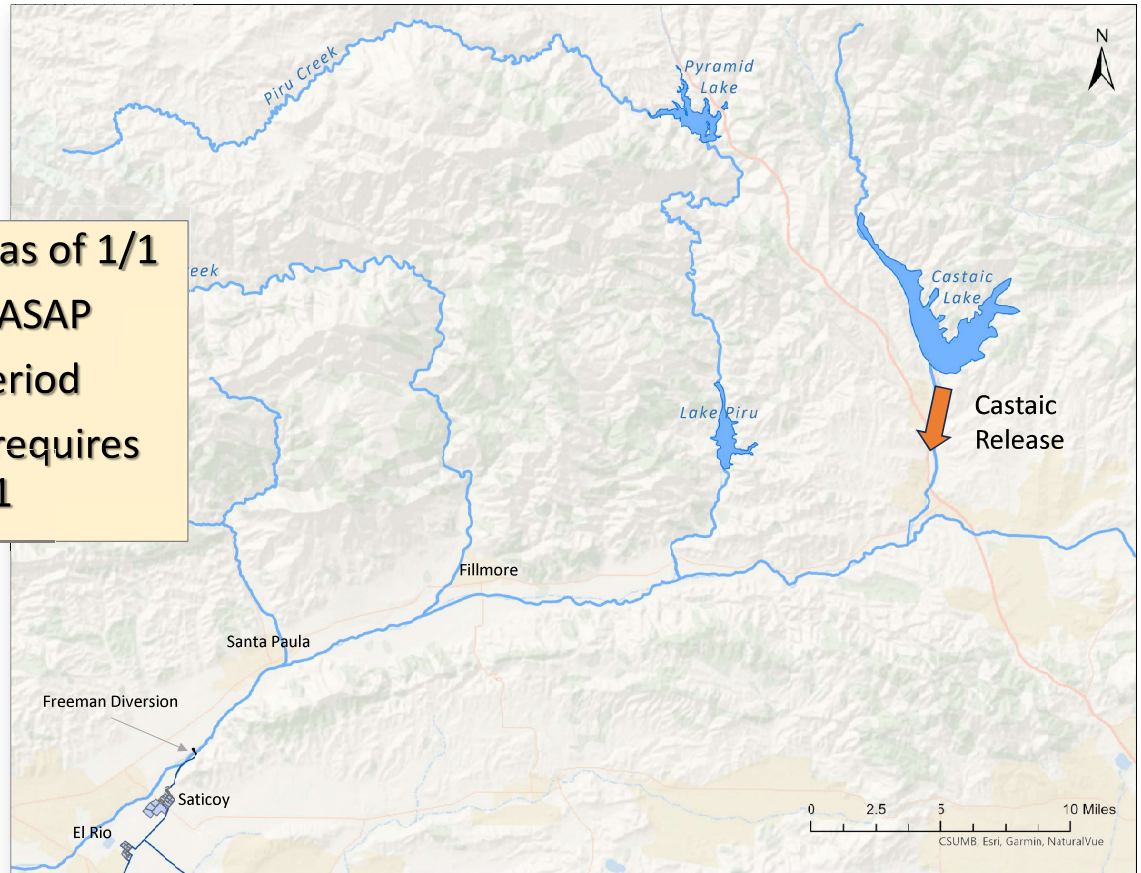 N
Piru Creek
Pyramid
Lake
as of 1/1
ASAP
eriod
requires
1
eek
Castaic
Lake
Lake Piru
Castaic
Release
Fillmore
Santa Paula
Freeman Diversion
Saticoy
El Rio
0 2.5 5 10 Miles
CSUMB, Esri, Garmin, NaturalVue